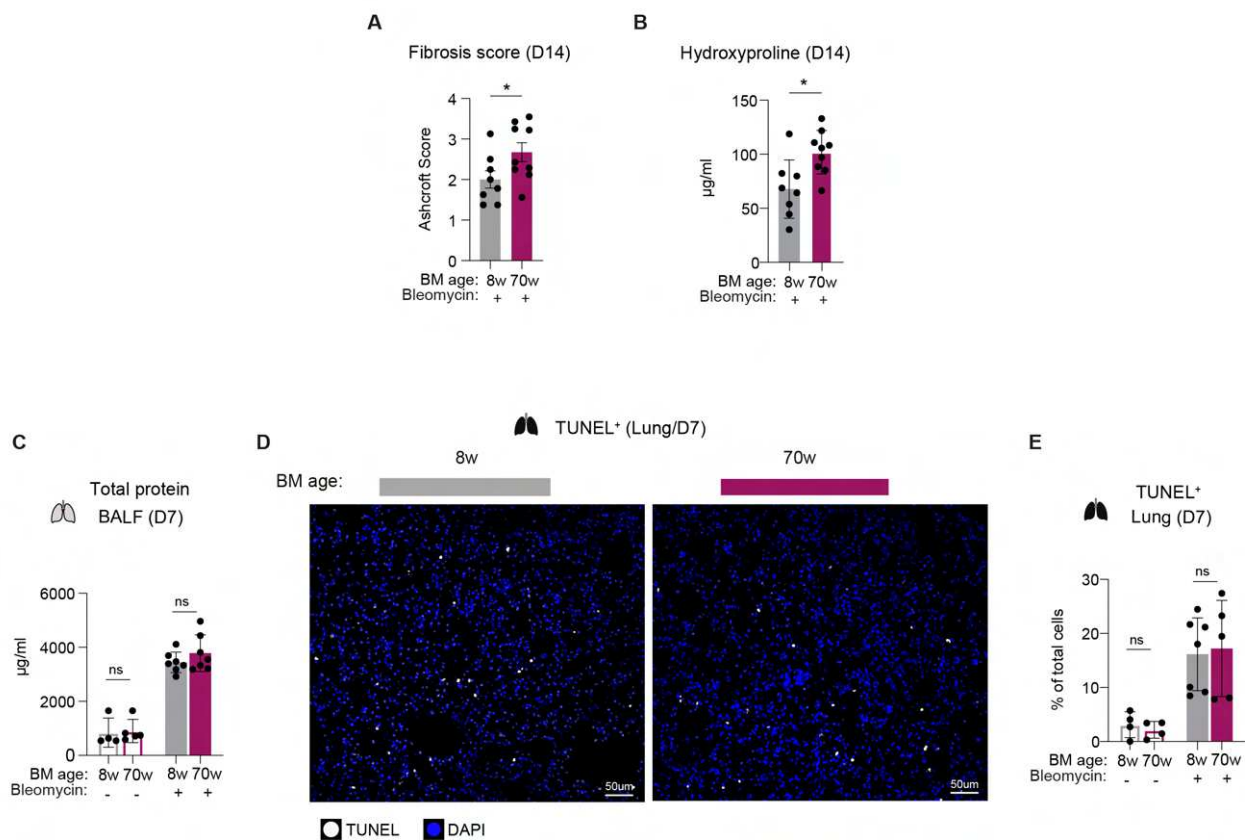 A
Fibrosis score (D14)
*
Ashcroft Score
4
3
2
1
0
BM age: 8w 70w
Bleomycin: + +
B
Hydroxyproline (D14)
*
µg/ml
150
100
50
0
BM age: 8w 70w
Bleomycin: + +
C
Total protein
BALF (D7)
µg/ml
6000
4000
2000
0
ns
ns
BM age: 8w 70w 8w 70w
Bleomycin: - - + +
D
TUNEL⁺ (Lung/D7)
8w 70w
BM age:
50um
50um
TUNEL DAPI
E
TUNEL⁺
Lung (D7)
% of total cells
30
20
10
0
ns
ns
BM age: 8w 70w 8w 70w
Bleomycin: - - + +